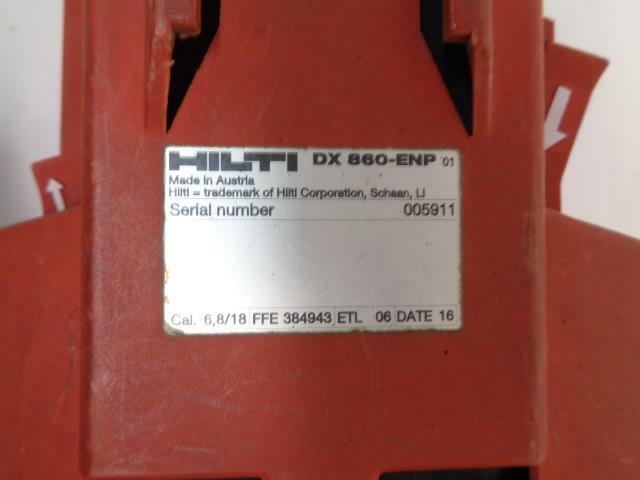 HILTI DX 860-ENP '01
Made in Austria
Hilti = trademark of Hilti Corporation, Schaan, LI
Serial number 005911
Cal. 6,8/18 FFE 384943 ETL 06 DATE 16